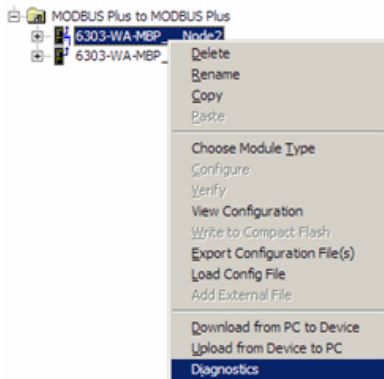 MODBUS Plus to MODBUS Plus
6303-WA-MBP_ Node2
6303-WA-MBP_
Delete
Rename
Copy
Paste
Choose Module Type
Configure
Verify
View Configuration
Write to Compact Flash
Export Configuration File(s)
Load Config File
Add External File
Download from PC to Device
Upload from Device to PC
Diagnostics